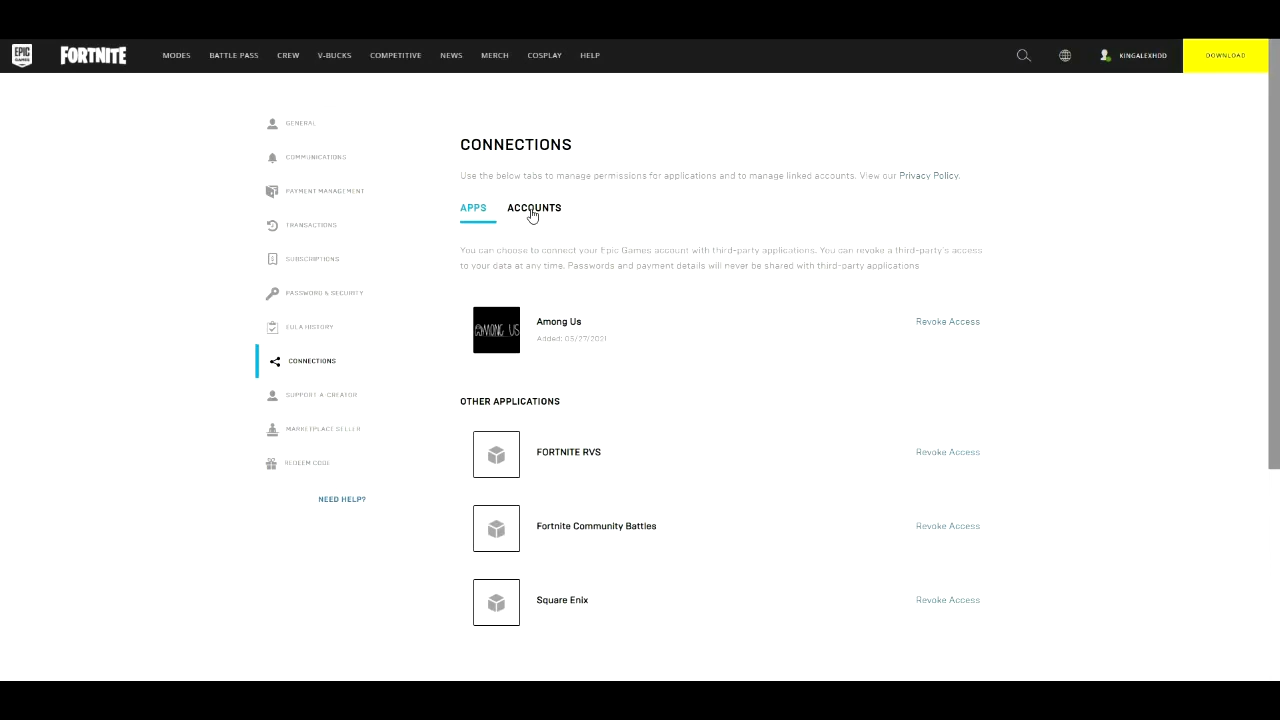 EPIC GAMES
FORTNITE
MODES
BATTLE PASS
CREW
V-BUCKS
COMPETITIVE
NEWS
MERCH
COSPLAY
HELP
KINGALEXHDD
DOWNLOAD
GENERAL
COMMUNICATIONS
PAYMENT MANAGEMENT
TRANSACTIONS
SUBSCRIPTIONS
PASSWORD & SECURITY
EULA HISTORY
CONNECTIONS
SUPPORT-A-CREATOR
MARKETPLACE SELLER
REDEEM CODE
NEED HELP?
CONNECTIONS
Use the below tabs to manage permissions for applications and to manage linked accounts. View our Privacy Policy.
APPS
ACCOUNTS
You can choose to connect your Epic Games account with third-party applications. You can revoke a third-party's access
to your data at any time. Passwords and payment details will never be shared with third-party applications
AMONG US
Among Us
Revoke Access
Added: 03/27/2021
OTHER APPLICATIONS
FORTNITE RVS
Revoke Access
Fortnite Community Battles
Revoke Access
Square Enix
Revoke Access